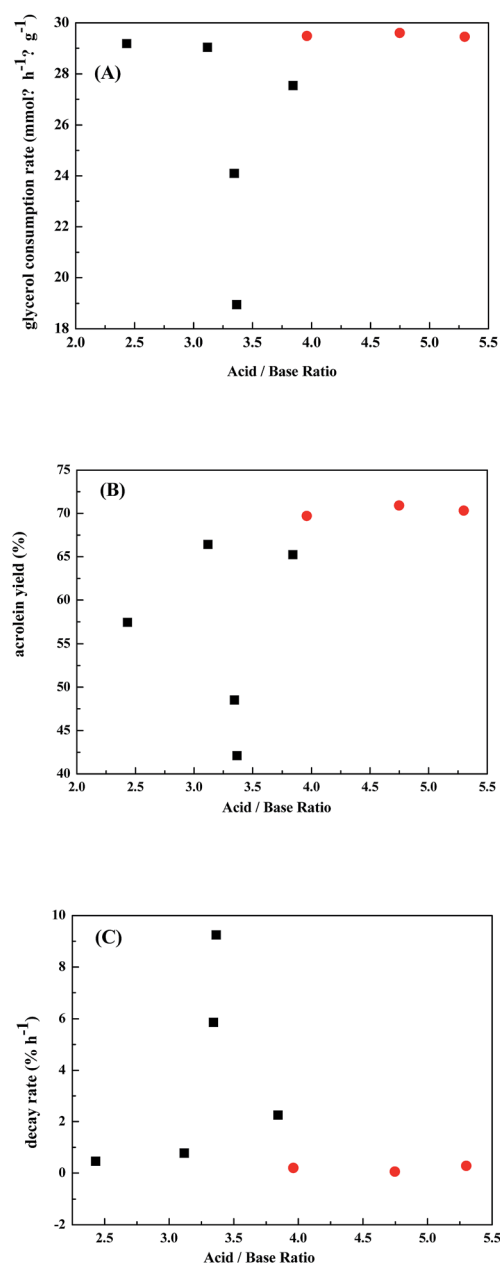 (A)
glycerol consumption rate (mmol? h-1? g-1)
30
28
26
24
22
20
18
2.0 2.5 3.0 3.5 4.0 4.5 5.0 5.5
Acid / Base Ratio
(B)
acrolein yield (%)
75
70
65
60
55
50
45
40
2.0 2.5 3.0 3.5 4.0 4.5 5.0 5.5
Acid / Base Ratio
(C)
decay rate (% h-1)
10
8
6
4
2
0
-2
2.5 3.0 3.5 4.0 4.5 5.0 5.5
Acid / Base Ratio